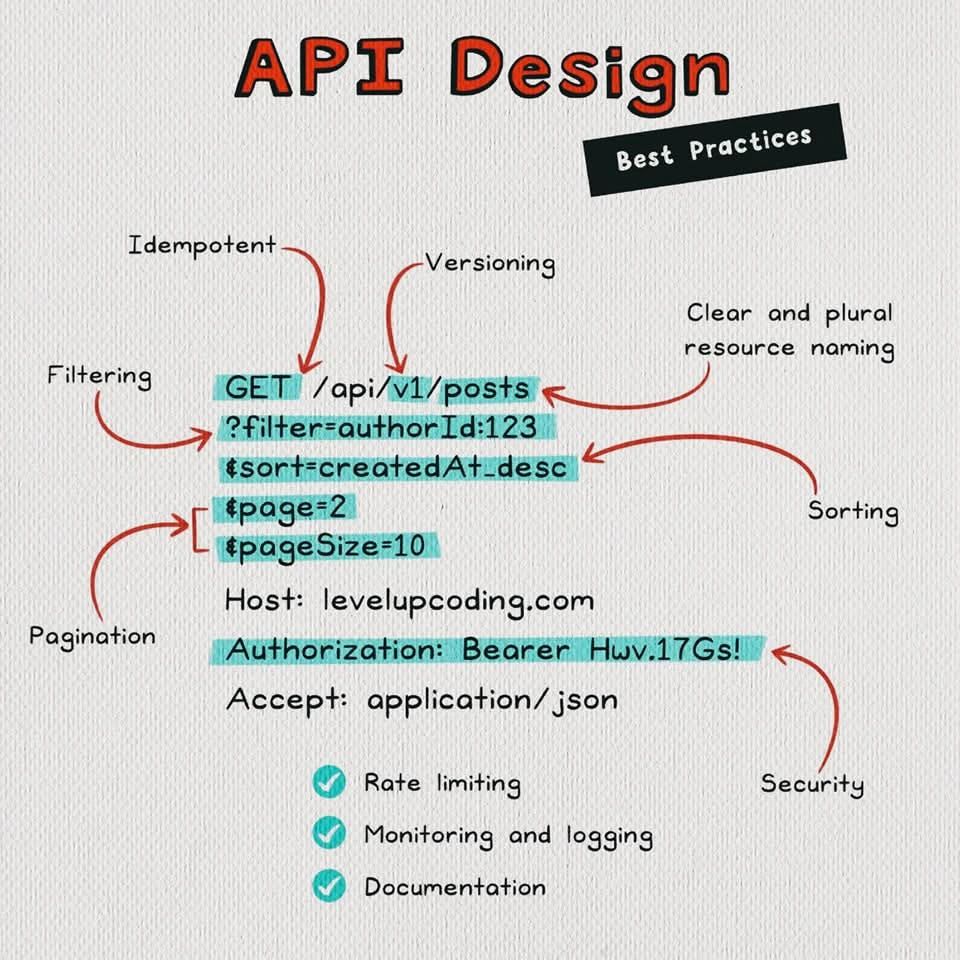 API Design
Best Practices
Idempotent
Versioning
Clear and plural
resource naming
Filtering
GET /api/v1/posts
?filter=authorId:123
&sort=createdAt_desc
&page=2
&pageSize=10
Sorting
Pagination
Host: levelupcoding.com
Authorization: Bearer Hwv.17Gs!
Accept: application/json
Security
Rate limiting
Monitoring and logging
Documentation